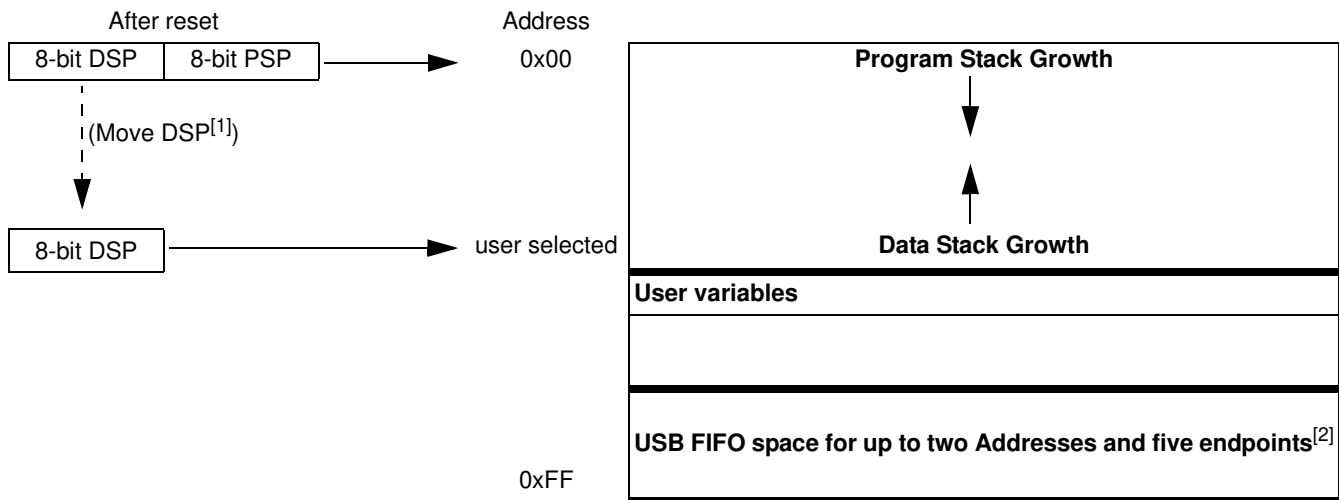 After reset
Address
8-bit DSP 8-bit PSP 0x00 Program Stack Growth
(Move DSP[1])
8-bit DSP user selected Data Stack Growth
User variables
USB FIFO space for up to two Addresses and five endpoints[2]
0xFF